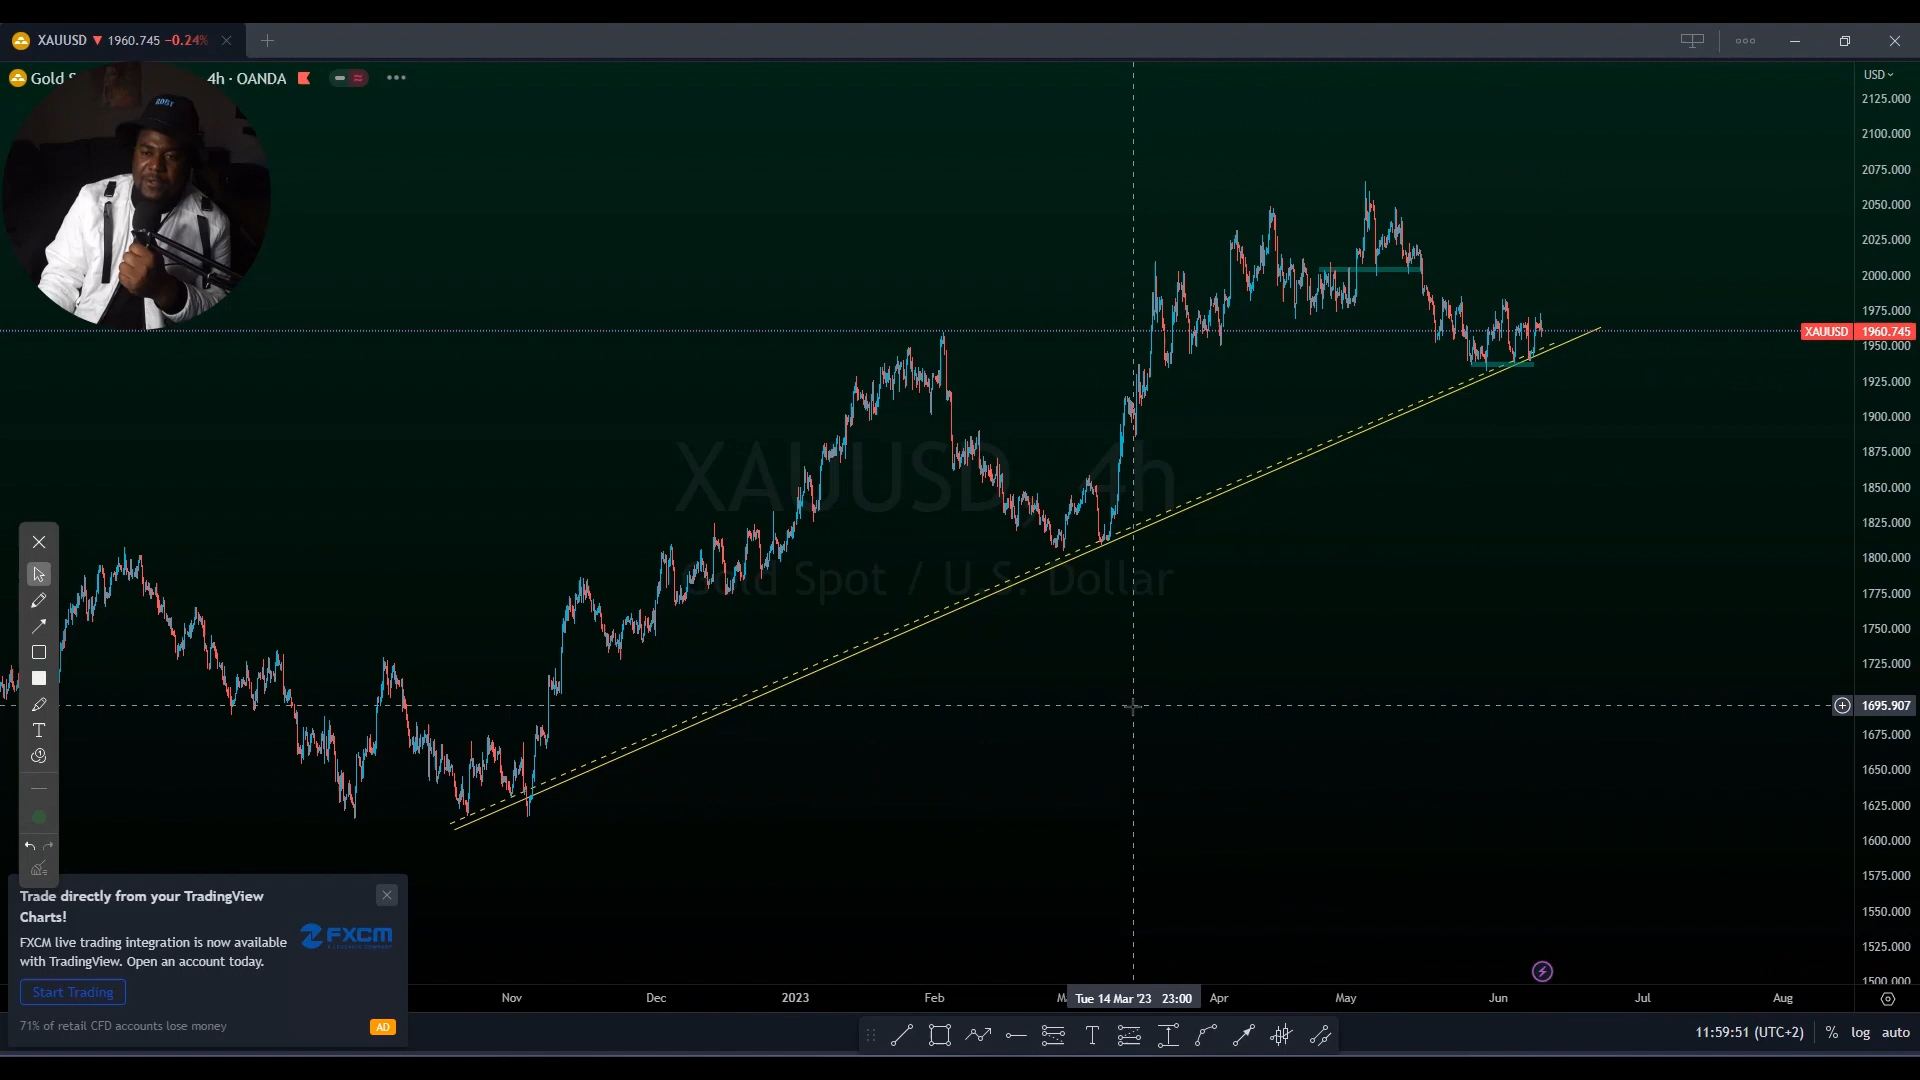 XAUUSD ▼ 1960.745 −0.24%
Gold S 4h · OANDA
USD
2125.000
2100.000
2075.000
2050.000
2025.000
2000.000
1975.000
XAUUSD 1960.745
1950.000
1925.000
1900.000
1875.000
1850.000
1825.000
1800.000
1775.000
1750.000
1725.000
1695.907
1675.000
1650.000
1625.000
1600.000
1575.000
1550.000
1525.000
1500.000
XAUUSD, 4h
Gold Spot / U.S. Dollar
Trade directly from your TradingView
Charts!
FXCM live trading integration is now available
with TradingView. Open an account today.
FXCM
Start Trading
71% of retail CFD accounts lose money
AD
Nov Dec 2023 Feb Tue 14 Mar '23 23:00 Apr May Jun Jul Aug
11:59:51 (UTC+2) % log auto